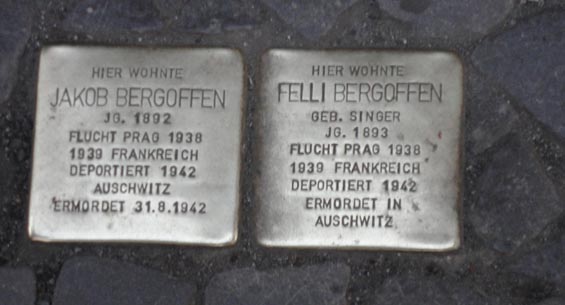 HIER WOHNTE
JAKOB BERGOFFEN
JG. 1892
FLUCHT PRAG 1938
1939 FRANKREICH
DEPORTIERT 1942
AUSCHWITZ
ERMORDET 31.8.1942
HIER WOHNTE
FELLI BERGOFFEN
GEB. SINGER
JG. 1893
FLUCHT PRAG 1938
1939 FRANKREICH
DEPORTIERT 1942
ERMORDET IN
AUSCHWITZ